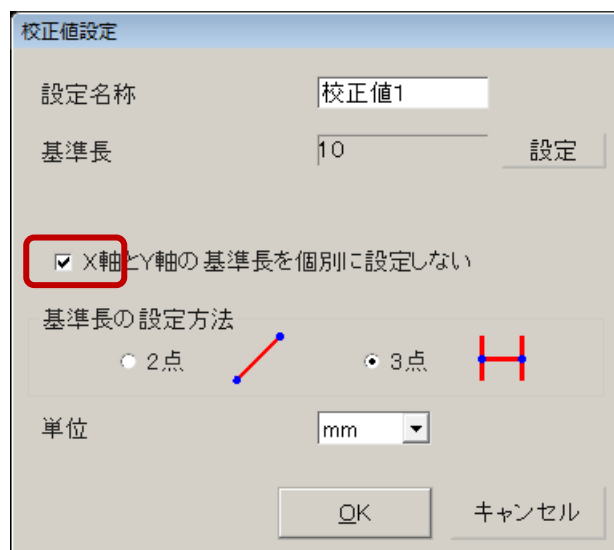 校正値設定
設定名称 校正値1
基準長 10 設定
X軸とY軸の基準長を個別に設定しない
基準長の設定方法
2点 3点
単位 mm
OK キャンセル